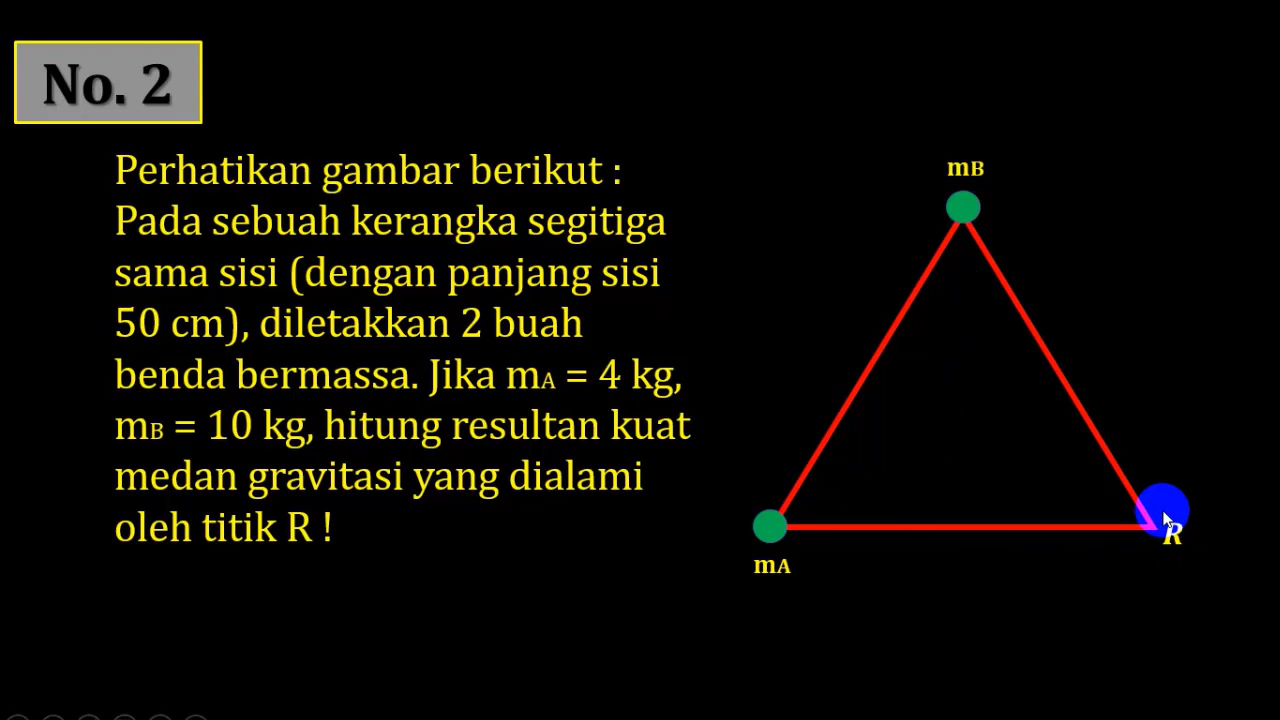 No. 2
Perhatikan gambar berikut :
Pada sebuah kerangka segitiga
sama sisi (dengan panjang sisi
50 cm), diletakkan 2 buah
benda bermassa. Jika mA = 4 kg,
mB = 10 kg, hitung resultan kuat
medan gravitasi yang dialami
oleh titik R !
mB
mA
R